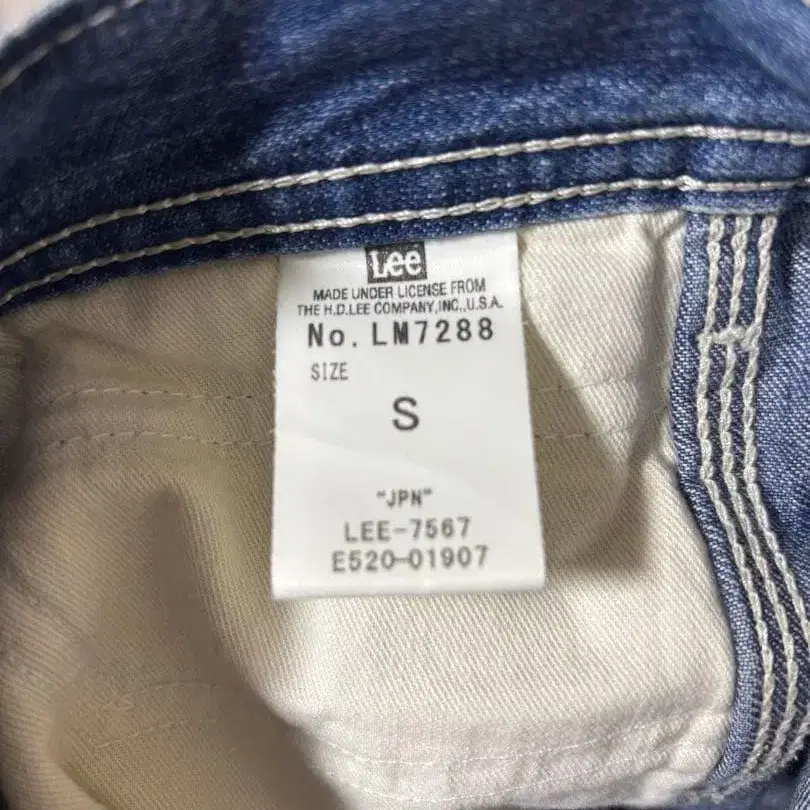 Lee
MADE UNDER LICENSE FROM
THE H.D.LEE COMPANY,INC.,U.S.A.
No. LM7288
SIZE
S
"JPN"
LEE-7567
E520-01907